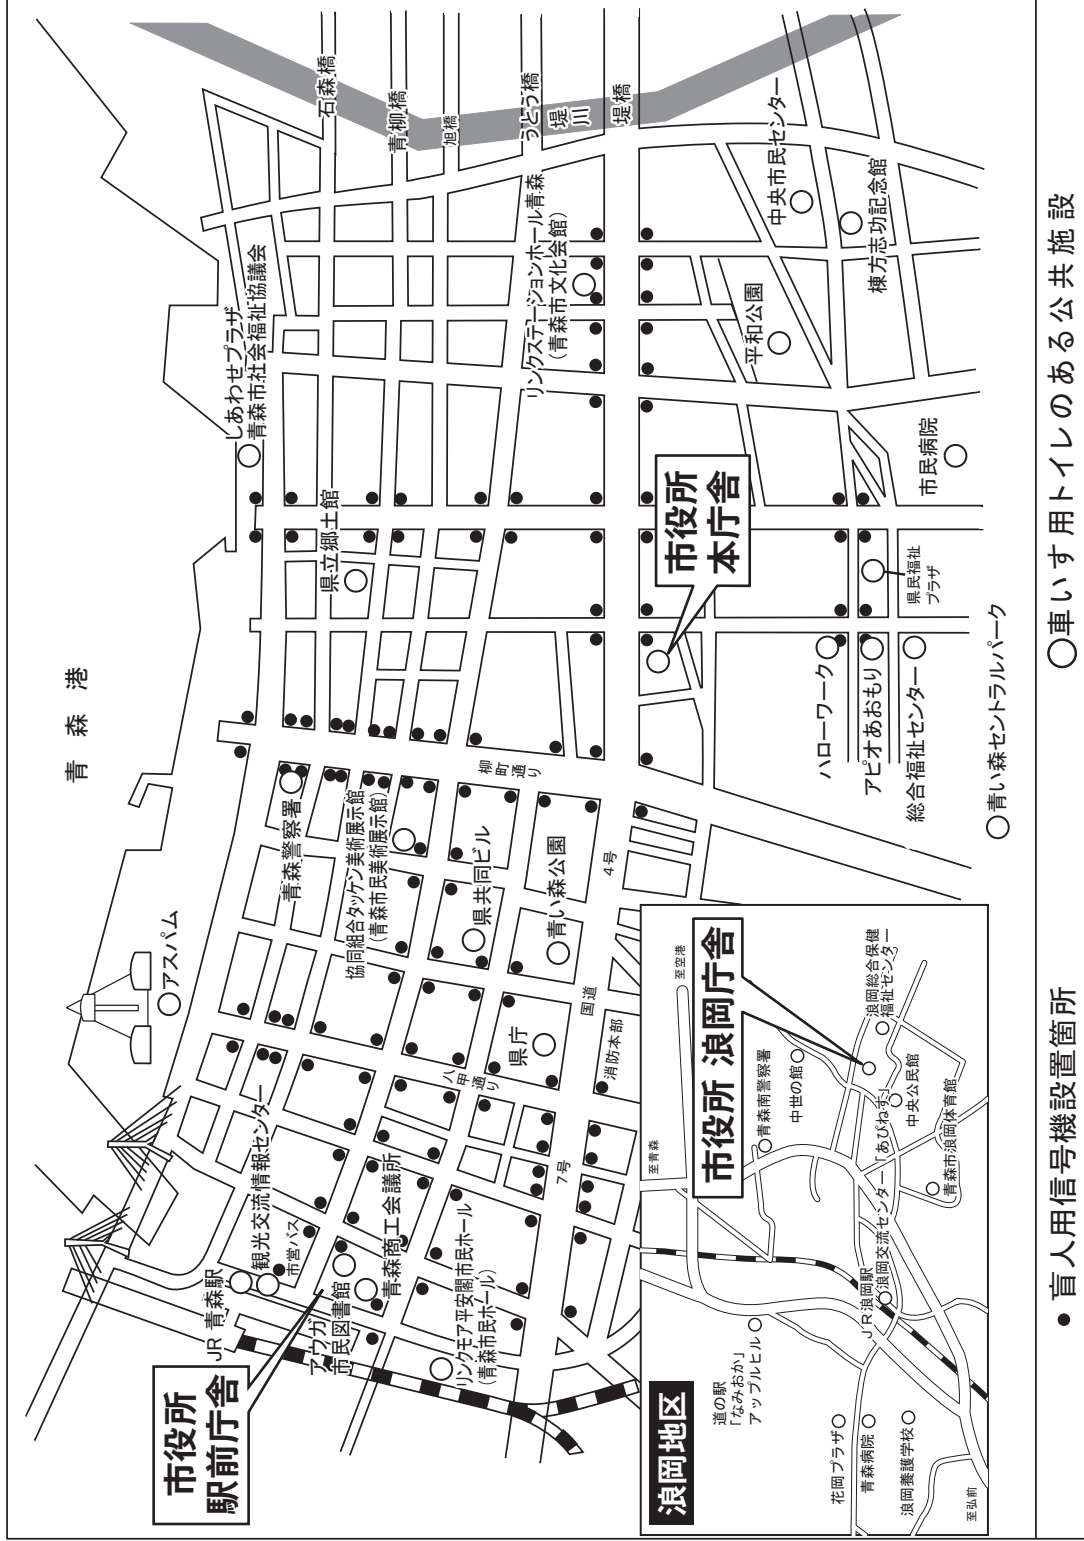 青森港
石森橋
青柳橋
旭橋
うとう橋
堤川
堤橋
中央市民センター
棟方志功記念館
しあわせプラザ
青森市社会福祉協議会
リンクステーションホール青森
（青森市文化会館）
平和公園
県立郷土館
市民病院
市役所
本庁舎
県民福祉
プラザ
ハローワーク
アピオあおもり
総合福祉センター
青い森セントラルパーク
柳町通り
青森警察署
協同組合タッケン美術展示館
（青森市民美術展示館）
県共同ビル
青い森公園
4号
アスパム
国道
県庁
消防本部
八甲通り
7号
観光交流情報センター
市営バス
青森商工会議所
JR 青森駅
アウガ
市民図書館
リンクモア平安閣市民ホール
（青森市民ホール）
市役所
駅前庁舎
浪岡地区
至空港
市役所 浪岡庁舎
浪岡総合保健
福祉センター
青森南警察署
中世の館
中央公民館
至青森
青森市浪岡体育館
浪岡交流センター「あぴねす」
JR浪岡駅
道の駅
「なみおか」
アップルヒル
花岡プラザ
青森病院
浪岡養護学校
至弘前
●盲人用信号機設置箇所
○車いす用トイレのある公共施設